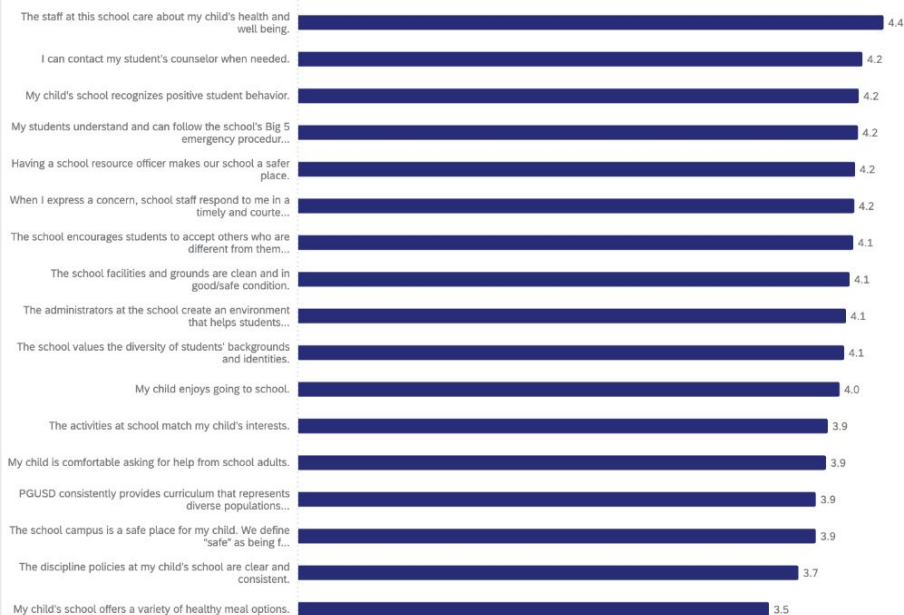 The staff at this school care about my child's health and
well being.
4.4
I can contact my student's counselor when needed.
4.2
My child's school recognizes positive student behavior.
4.2
My students understand and can follow the school's Big 5
emergency procedur...
4.2
Having a school resource officer makes our school a safer
place.
4.2
When I express a concern, school staff respond to me in a
timely and courte...
4.2
The school encourages students to accept others who are
different from them...
4.1
The school facilities and grounds are clean and in
good/safe condition.
4.1
The administrators at the school create an environment
that helps students...
4.1
The school values the diversity of students' backgrounds
and identities.
4.1
My child enjoys going to school.
4.0
The activities at school match my child's interests.
3.9
My child is comfortable asking for help from school adults.
3.9
PGUSD consistently provides curriculum that represents
diverse populations...
3.9
The school campus is a safe place for my child. We define
“safe” as being f...
3.9
The discipline policies at my child's school are clear and
consistent.
3.7
My child's school offers a variety of healthy meal options.
3.5